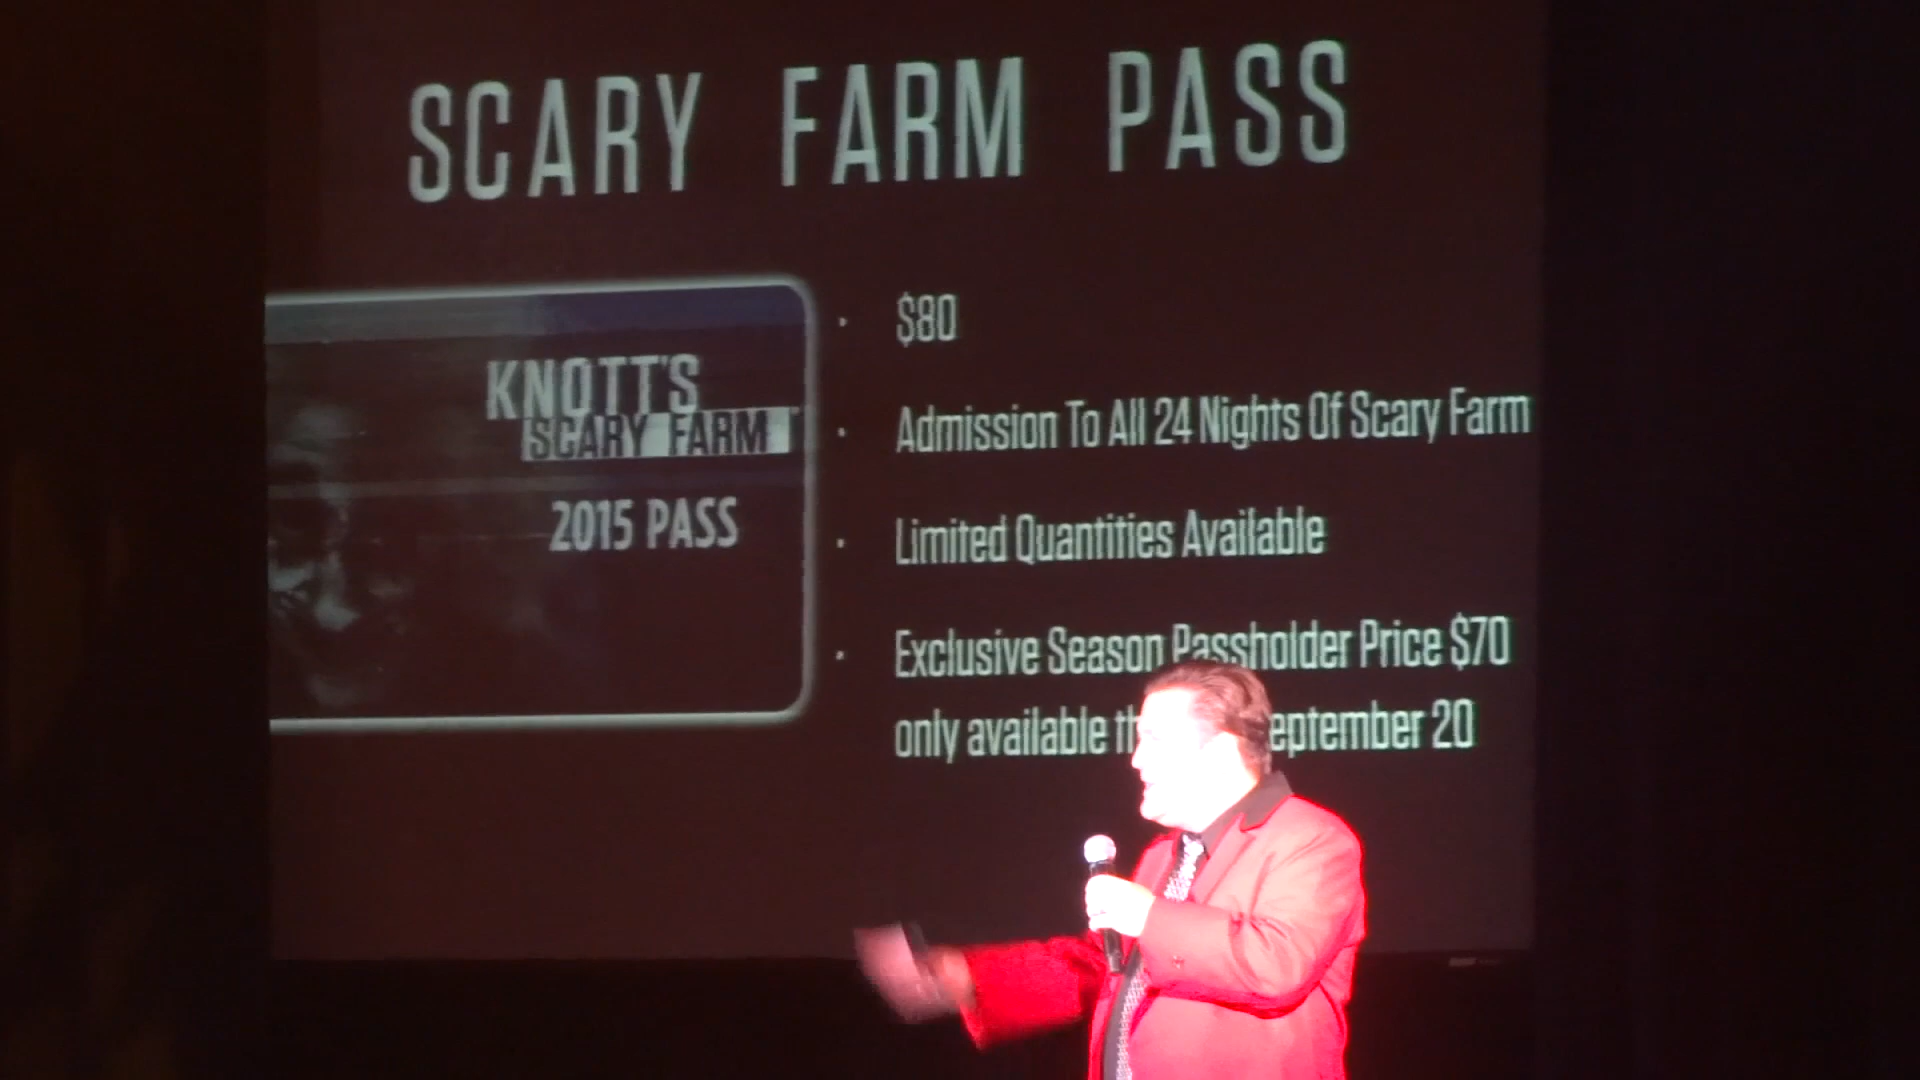 SCARY FARM PASS
KNOTT'S
SCARY FARM
2015 PASS
· $80
· Admission To All 24 Nights Of Scary Farm
· Limited Quantities Available
· Exclusive Season Passholder Price $70
only available eptember 20